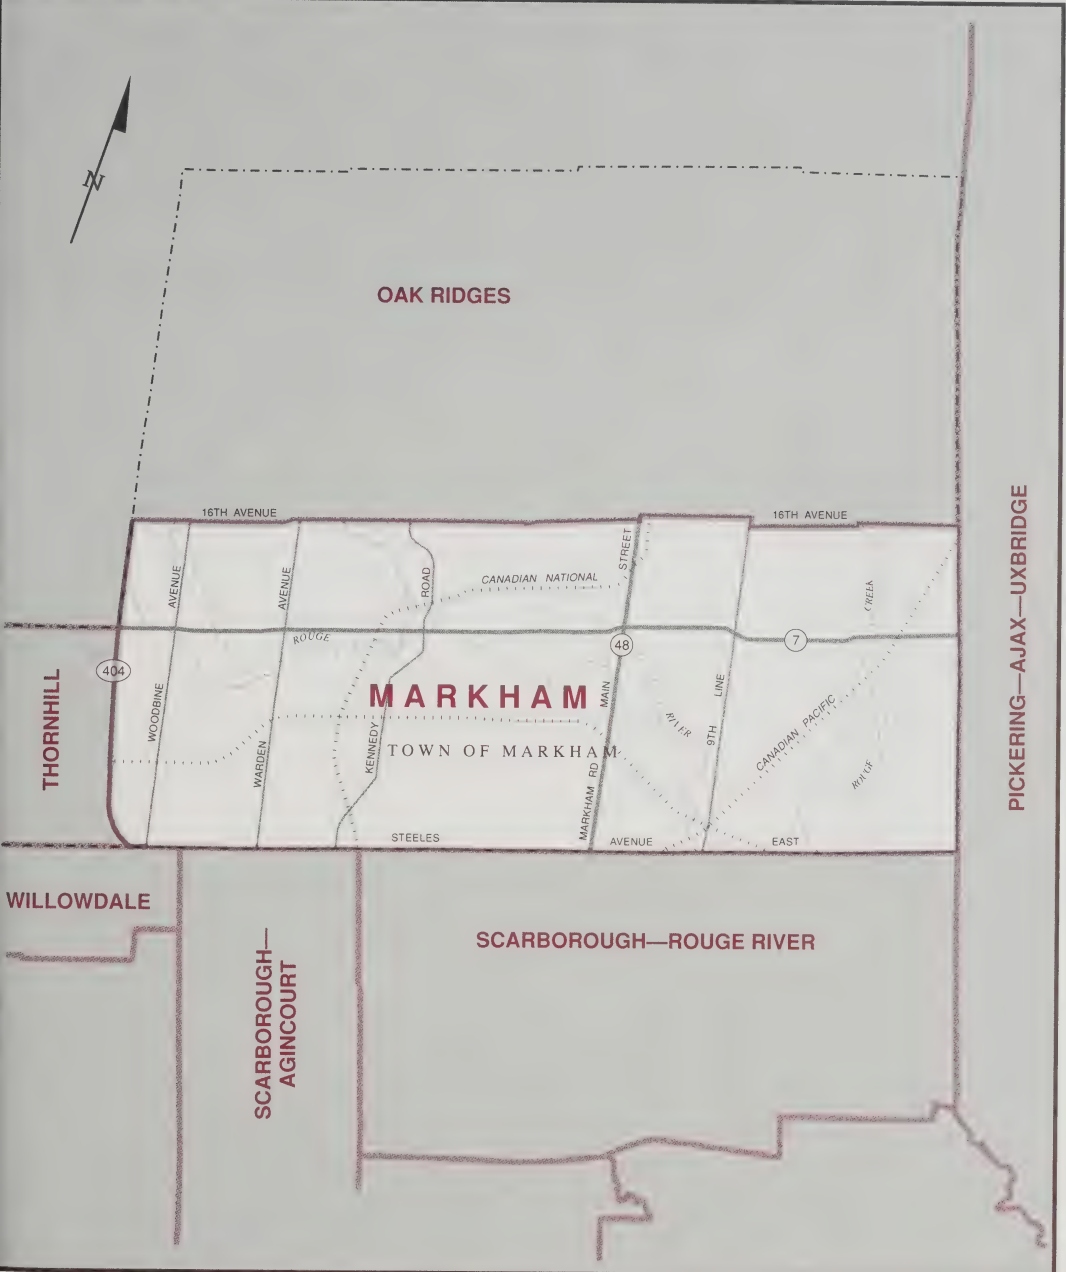 N
OAK RIDGES
16TH AVENUE
16TH AVENUE
STREET
AVENUE
AVENUE
ROAD
CANADIAN NATIONAL
CREEK
ROUGE
7
48
404
THORNHILL
MARKHAM
MAIN
LINE
RIVER
9TH
WOODBINE
WARDEN
KENNEDY
TOWN OF MARKHAM
CANADIAN PACIFIC
ROUGE
MARKHAM RD
STEELES
AVENUE
EAST
PICKERING—AJAX—UXBRIDGE
WILLOWDALE
SCARBOROUGH—
AGINCOURT
SCARBOROUGH—ROUGE RIVER